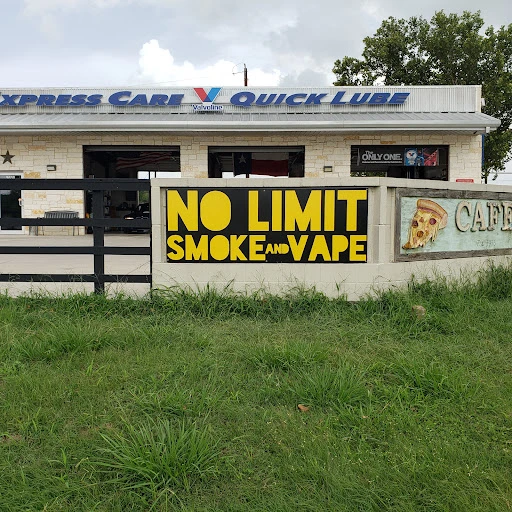 XPRESS CARE Valvoline QUICK LUBE
The
ONLY ONE.
NO LIMIT
SMOKE AND VAPE
CAFE